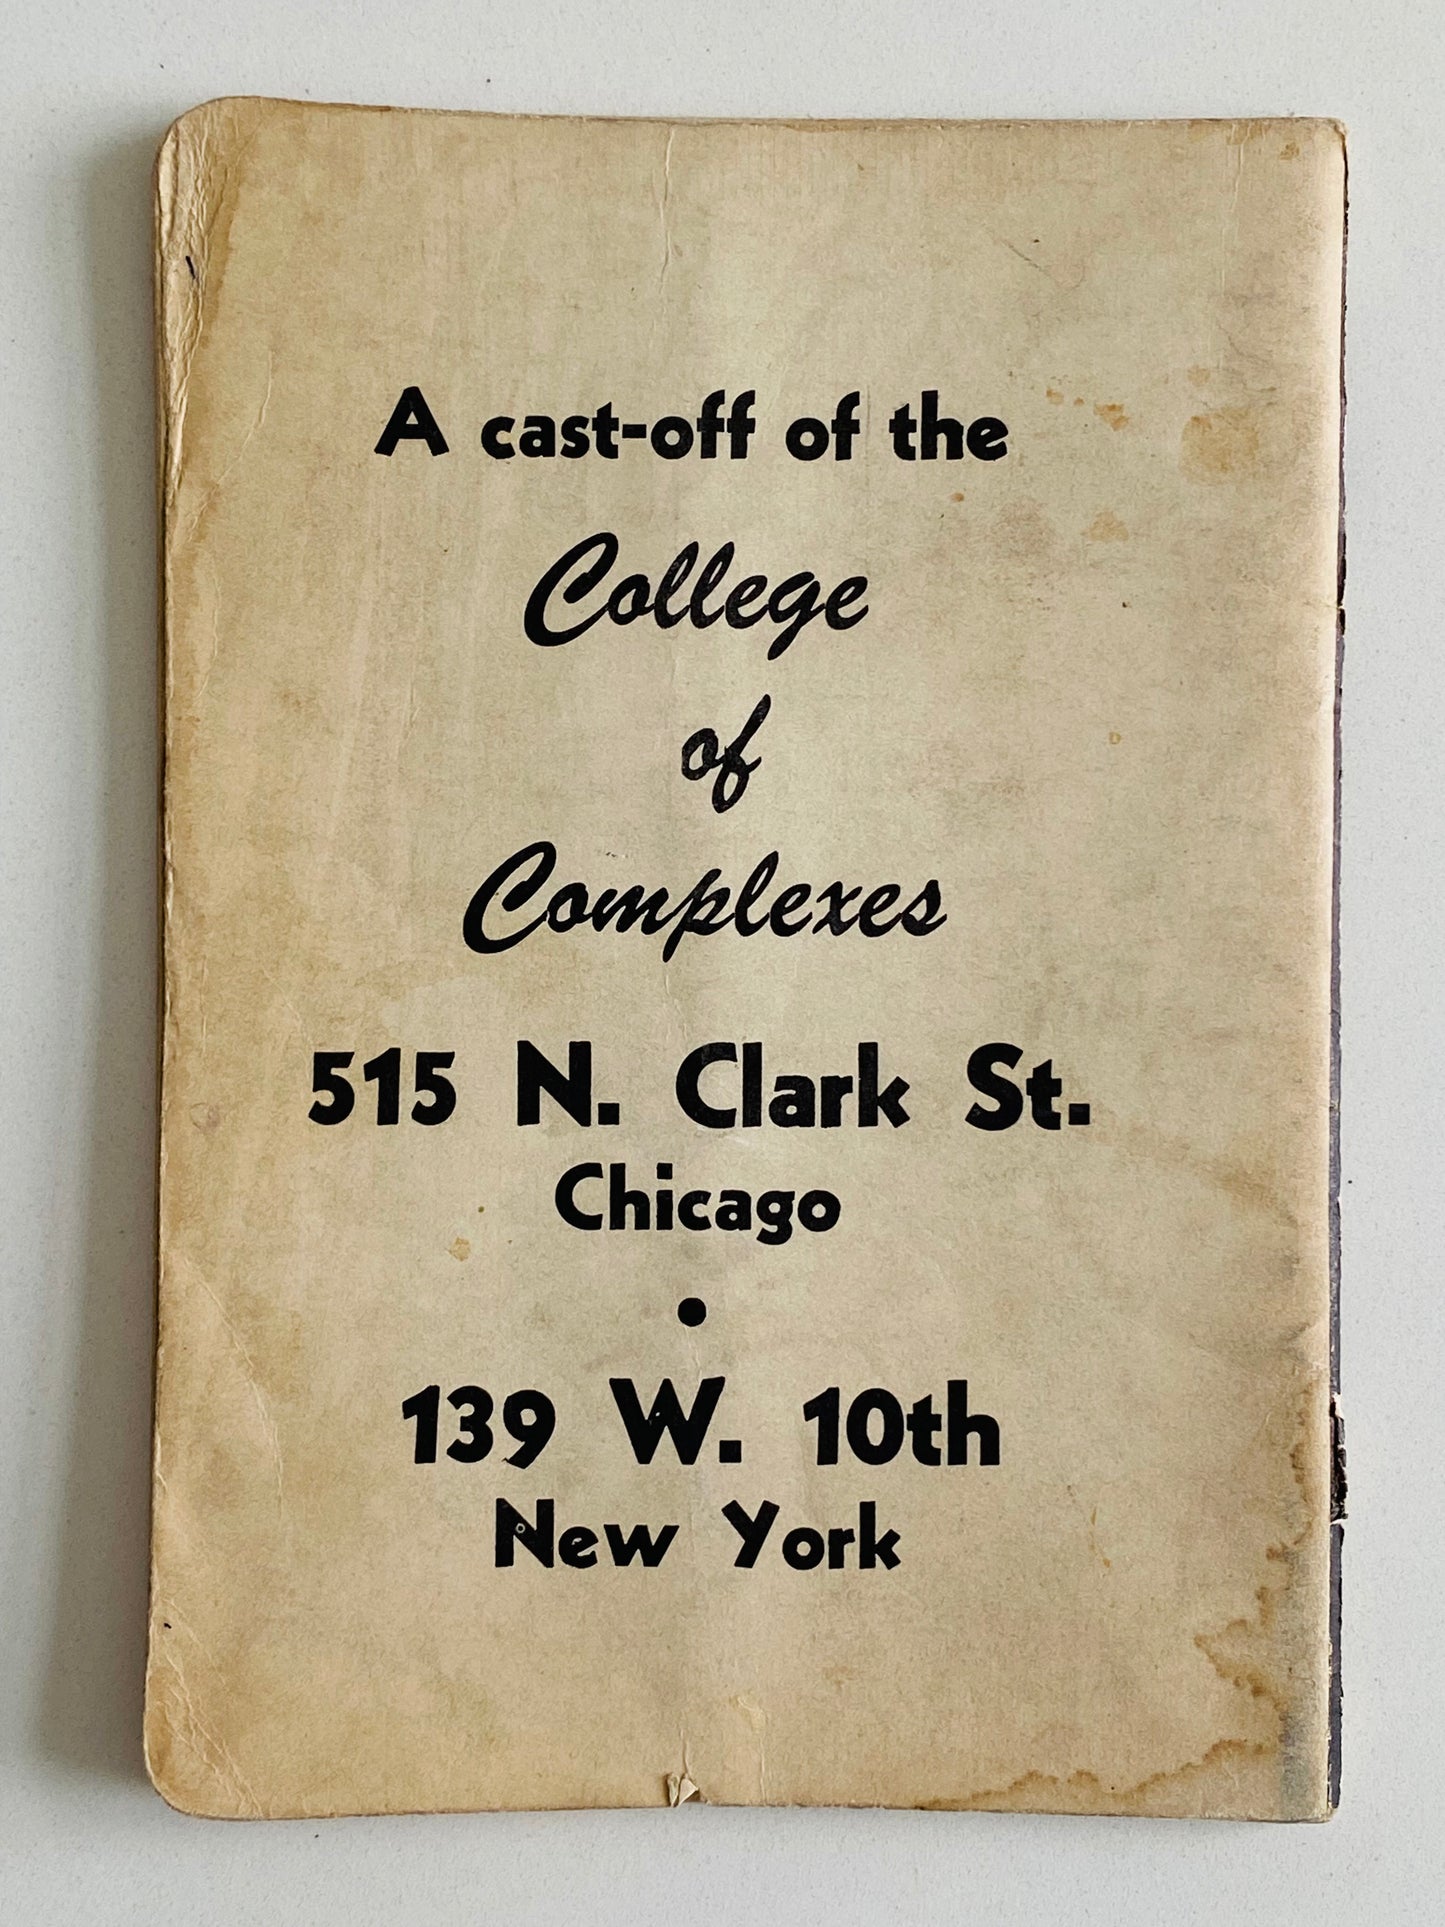 A cast-off of the
College
of
Complexes
515 N. Clark St.
Chicago
•
139 W. 10th
New York